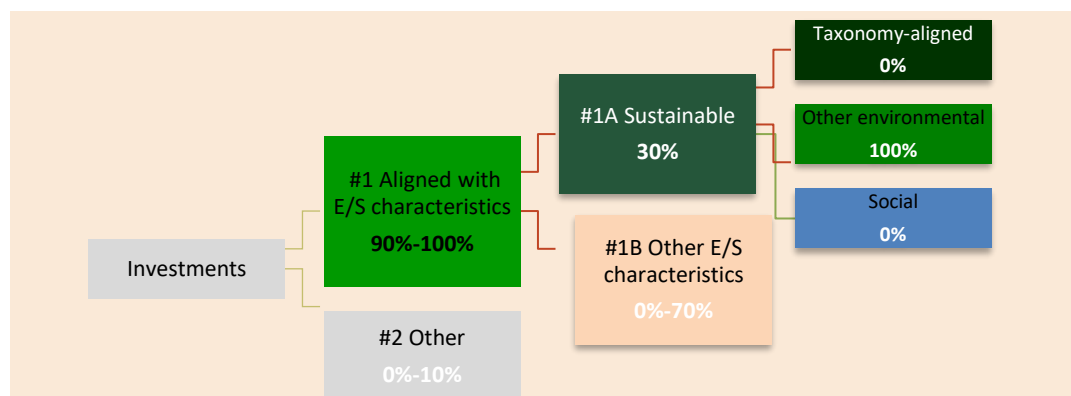 Investments
#1 Aligned with
E/S characteristics
90%-100%
#2 Other
0%-10%
#1A Sustainable
30%
#1B Other E/S
characteristics
0%-70%
Taxonomy-aligned
0%
Other environmental
100%
Social
0%